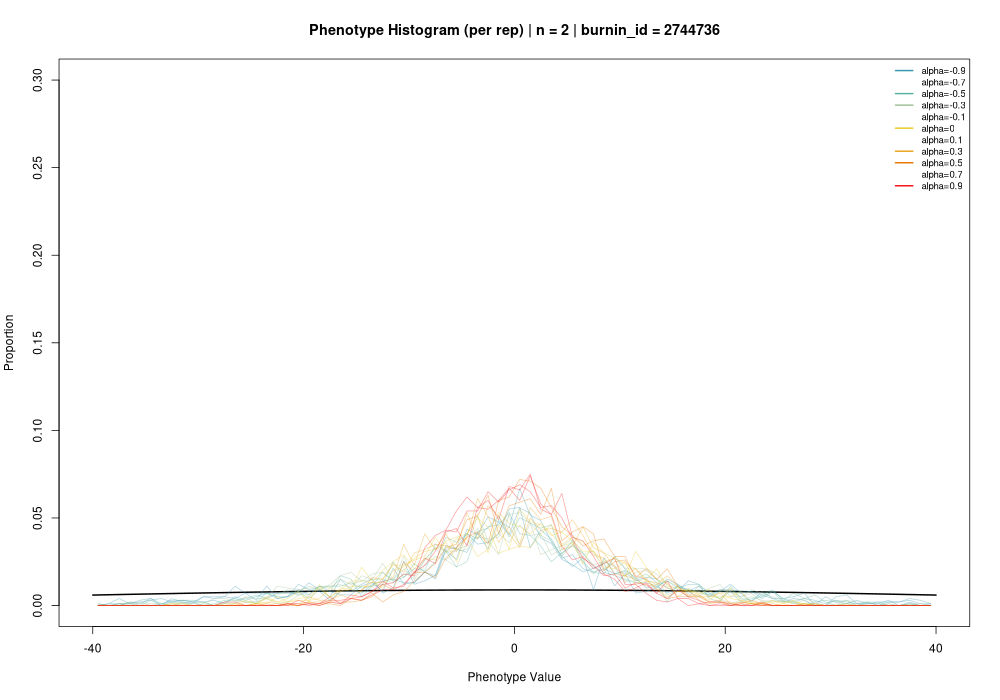 Phenotype Histogram (per rep) | n = 2 | burnin_id = 2744736
alpha=-0.9
alpha=-0.7
alpha=-0.5
alpha=-0.3
alpha=-0.1
alpha=0
alpha=0.1
alpha=0.3
alpha=0.5
alpha=0.7
alpha=0.9
Proportion
0.30
0.25
0.20
0.15
0.10
0.05
0.00
-40
-20
0
20
40
Phenotype Value